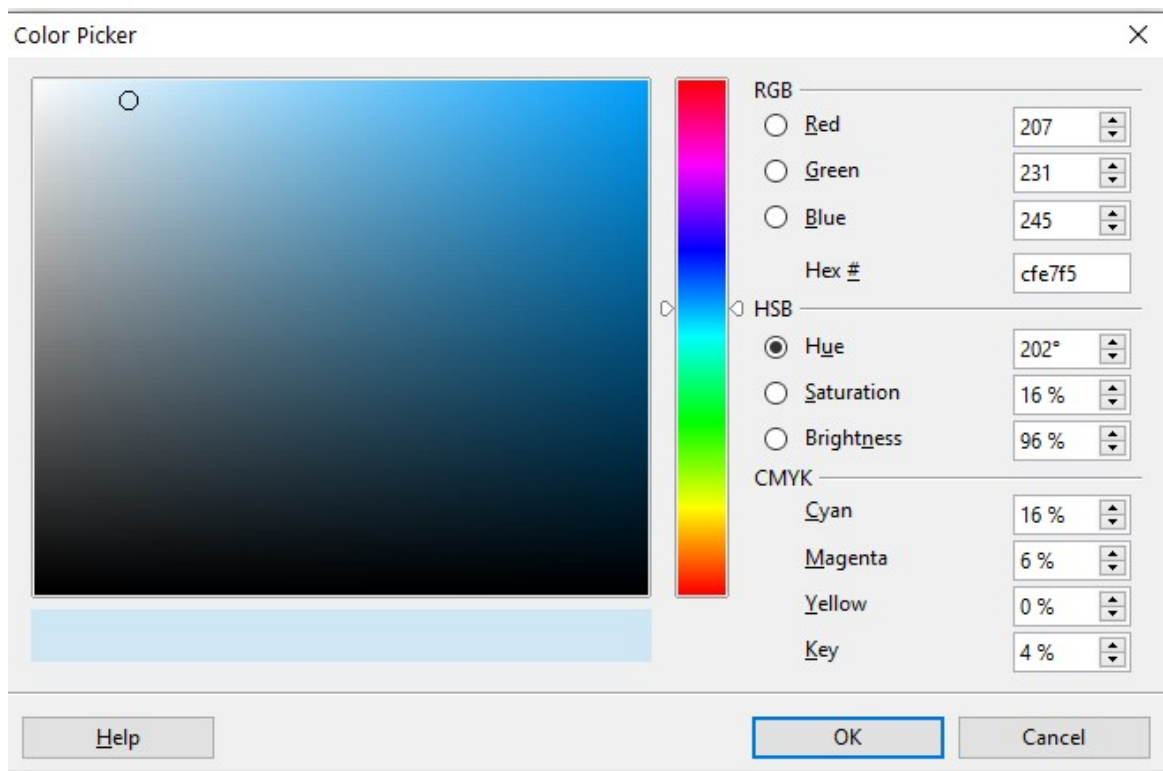 Color Picker
RGB
Red 207
Green 231
Blue 245
Hex # cfe7f5
HSB
Hue 202°
Saturation 16 %
Brightness 96 %
CMYK
Cyan 16 %
Magenta 6 %
Yellow 0 %
Key 4 %
Help OK Cancel